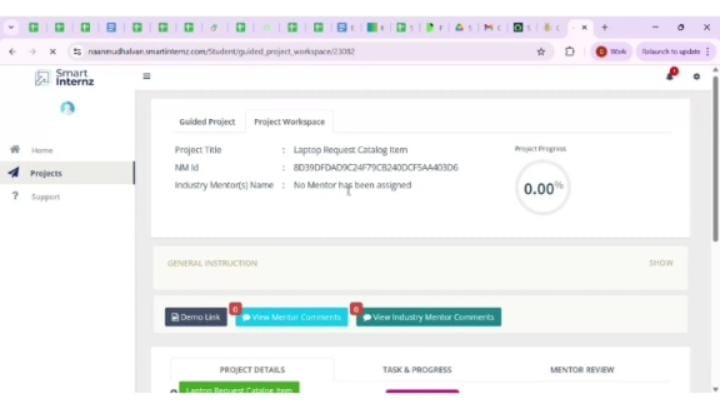 naanmudhalvan.smartinternz.com/Student/guided_project_workspace/23082
Work
Relaunch to update
Smart
Internz
Home
Projects
Support
Guided Project
Project Workspace
Project Title : Laptop Request Catalog Item
NM Id : 8D39DFDAD9C24F79CB240DCF5AA403D6
Industry Mentor(s) Name : No Mentor has been assigned
Project Progress
0.00%
GENERAL INSTRUCTION
SHOW
Demo Link
0
View Mentor Comments
0
View Industry Mentor Comments
PROJECT DETAILS
TASK & PROGRESS
MENTOR REVIEW
Laptop Request Catalog Item